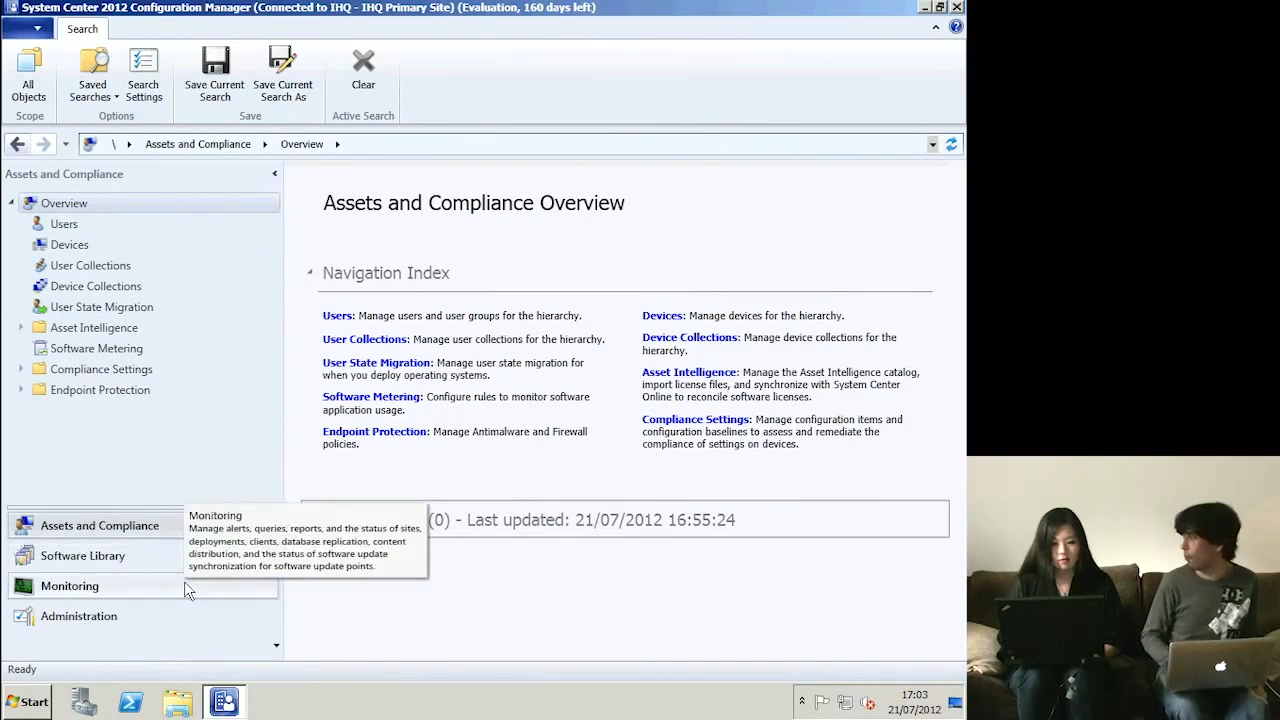 System Center 2012 Configuration Manager (Connected to IHQ - IHQ Primary Site) (Evaluation, 160 days left)
Search
All Objects
Saved Searches
Search Settings
Save Current Search
Save Current Search As
Clear
Scope
Options
Save
Active Search
\ Assets and Compliance Overview
Assets and Compliance
Overview
Users
Devices
User Collections
Device Collections
User State Migration
Asset Intelligence
Software Metering
Compliance Settings
Endpoint Protection
Assets and Compliance
Software Library
Monitoring
Administration
Assets and Compliance Overview
Navigation Index
Users: Manage users and user groups for the hierarchy.
User Collections: Manage user collections for the hierarchy.
User State Migration: Manage user state migration for
when you deploy operating systems.
Software Metering: Configure rules to monitor software
application usage.
Endpoint Protection: Manage Antimalware and Firewall
policies.
Devices: Manage devices for the hierarchy.
Device Collections: Manage device collections for the
hierarchy.
Asset Intelligence: Manage the Asset Intelligence catalog,
import license files, and synchronize with System Center
Online to reconcile software licenses.
Compliance Settings: Manage configuration items and
configuration baselines to assess and remediate the
compliance of settings on devices.
(0) - Last updated: 21/07/2012 16:55:24
Monitoring
Manage alerts, queries, reports, and the status of sites,
deployments, clients, database replication, content
distribution, and the status of software update
synchronization for software update points.
Ready
Start
17:03
21/07/2012